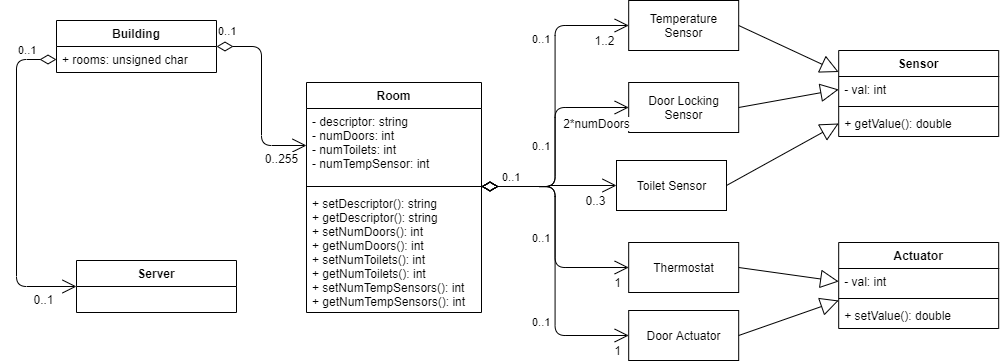 Building
+ rooms: unsigned char
0..1
0..1
0..255
Server
0..1
Room
- descriptor: string
- numDoors: int
- numToilets: int
- numTempSensor: int
+ setDescriptor(): string
+ getDescriptor(): string
+ setNumDoors(): int
+ getNumDoors(): int
+ setNumToilets(): int
+ getNumToilets(): int
+ setNumTempSensors(): int
+ getNumTempSensors(): int
0..1
0..1
1..2
Temperature
Sensor
0..1
2*numDoors
Door Locking
Sensor
0..3
Toilet Sensor
0..1
1
Thermostat
0..1
1
Door Actuator
Sensor
- val: int
+ getValue(): double
Actuator
- val: int
+ setValue(): double